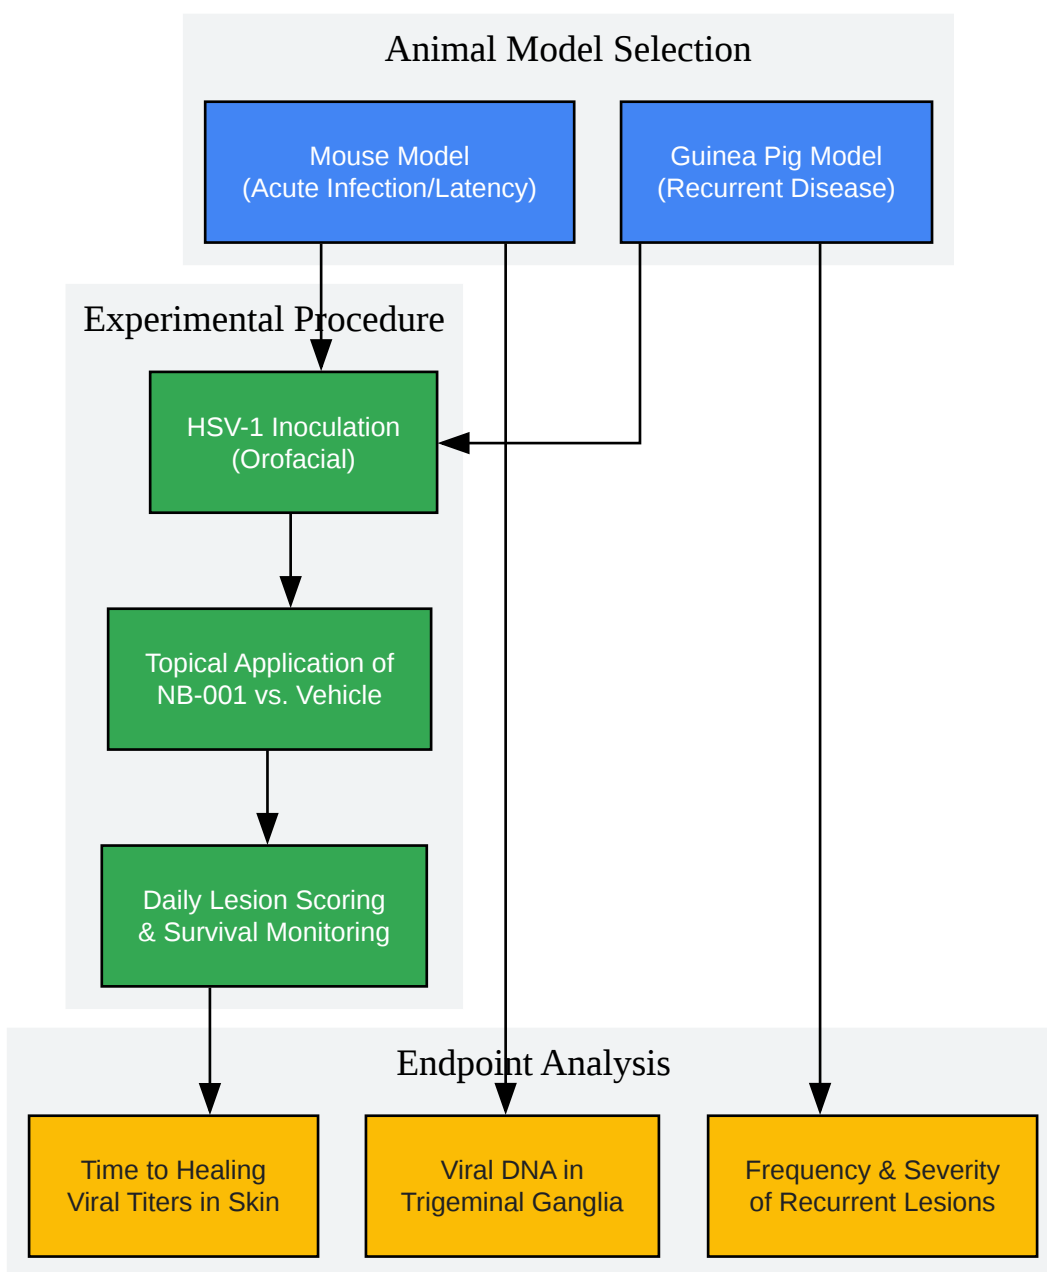 Animal Model Selection
Mouse Model
(Acute Infection/Latency)
Guinea Pig Model
(Recurrent Disease)
Experimental Procedure
HSV-1 Inoculation
(Orofacial)
Topical Application of
NB-001 vs. Vehicle
Daily Lesion Scoring
& Survival Monitoring
Endpoint Analysis
Time to Healing
Viral Titers in Skin
Viral DNA in
Trigeminal Ganglia
Frequency & Severity
of Recurrent Lesions